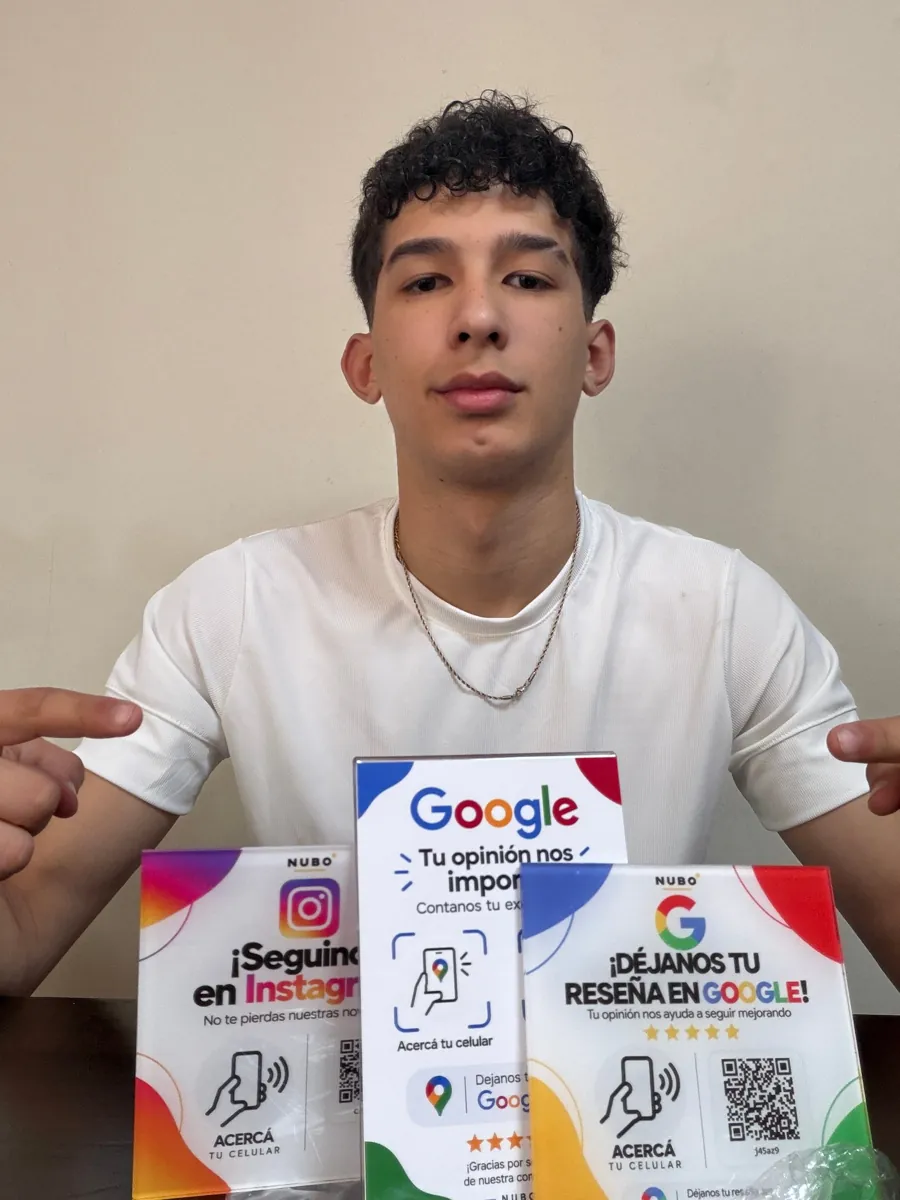 NUBO
¡Seguino
en Instagr
No te pierdas nuestras no
ACERCÁ
TU CELULAR
Google
Tu opinión nos
impor
Contanos tu ex
Acercá tu celular
Dejanos t
Goog
¡Gracias por s
de nuestra co
NUBO
NUBO
¡DÉJANOS TU
RESEÑA EN GOOGLE!
Tu opinión nos ayuda a seguir mejorando
ACERCÁ
TU CELULAR
j45az9
Déjanos tu